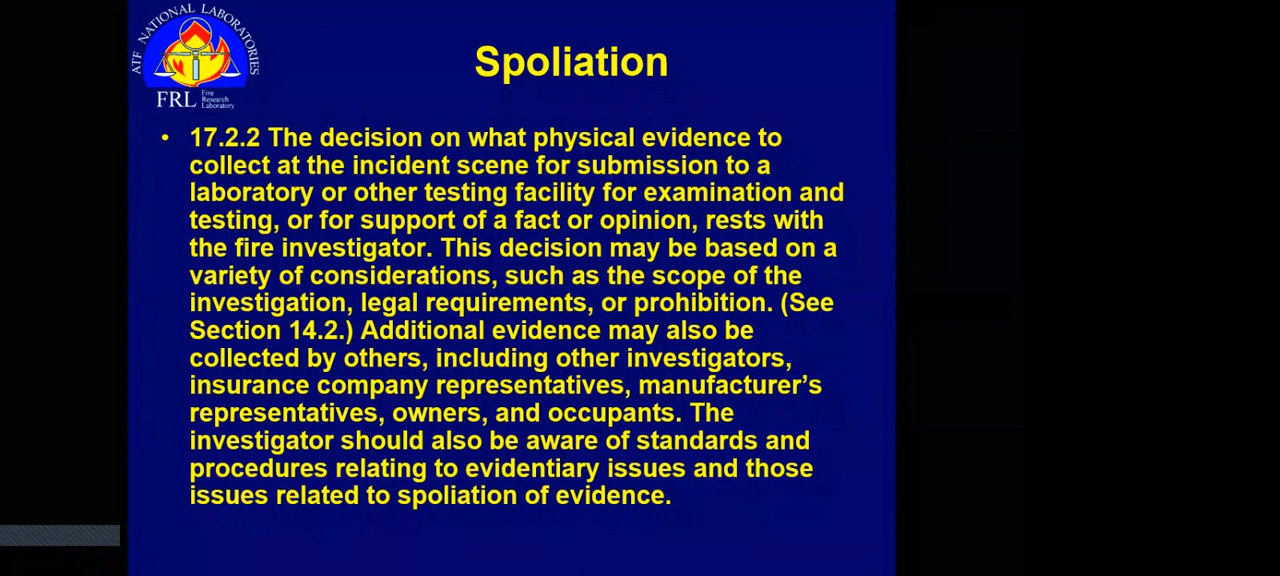 ATF NATIONAL LABORATORIES
FRL Fire
Research
Laboratory
Spoliation
• 17.2.2 The decision on what physical evidence to
collect at the incident scene for submission to a
laboratory or other testing facility for examination and
testing, or for support of a fact or opinion, rests with
the fire investigator. This decision may be based on a
variety of considerations, such as the scope of the
investigation, legal requirements, or prohibition. (See
Section 14.2.) Additional evidence may also be
collected by others, including other investigators,
insurance company representatives, manufacturer’s
representatives, owners, and occupants. The
investigator should also be aware of standards and
procedures relating to evidentiary issues and those
issues related to spoliation of evidence.